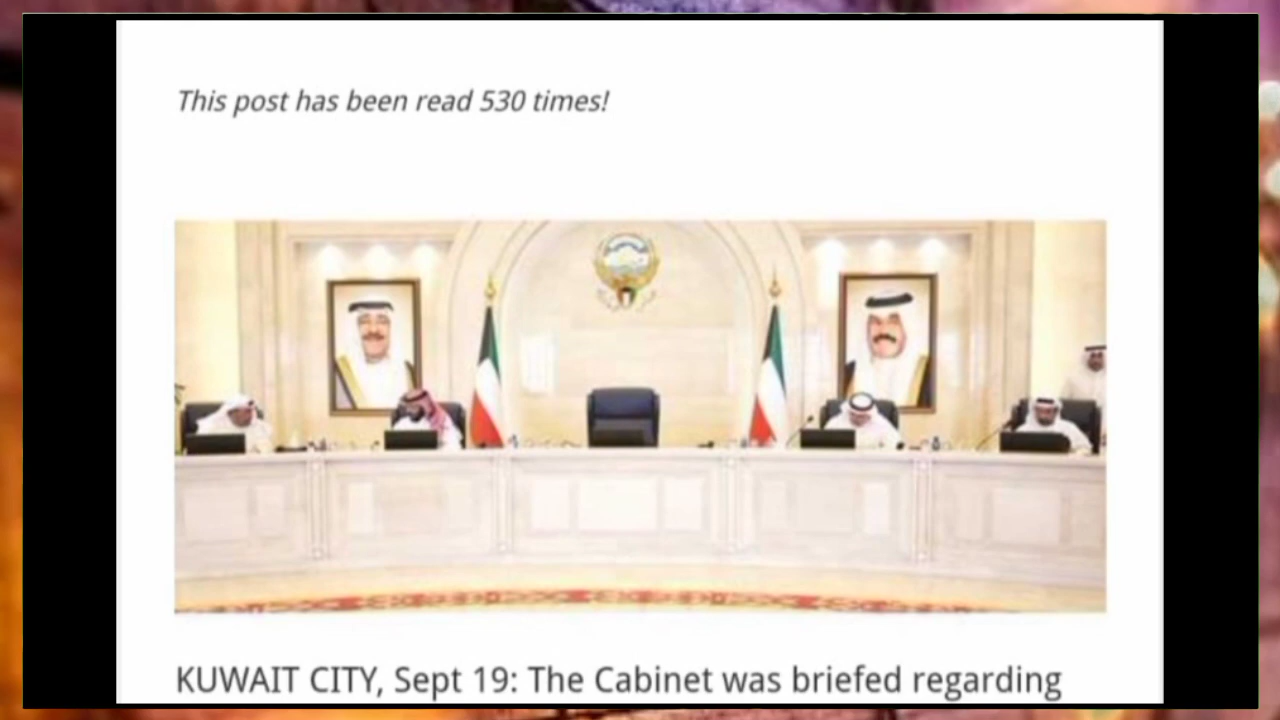 This post has been read 530 times!
KUWAIT CITY, Sept 19: The Cabinet was briefed regarding